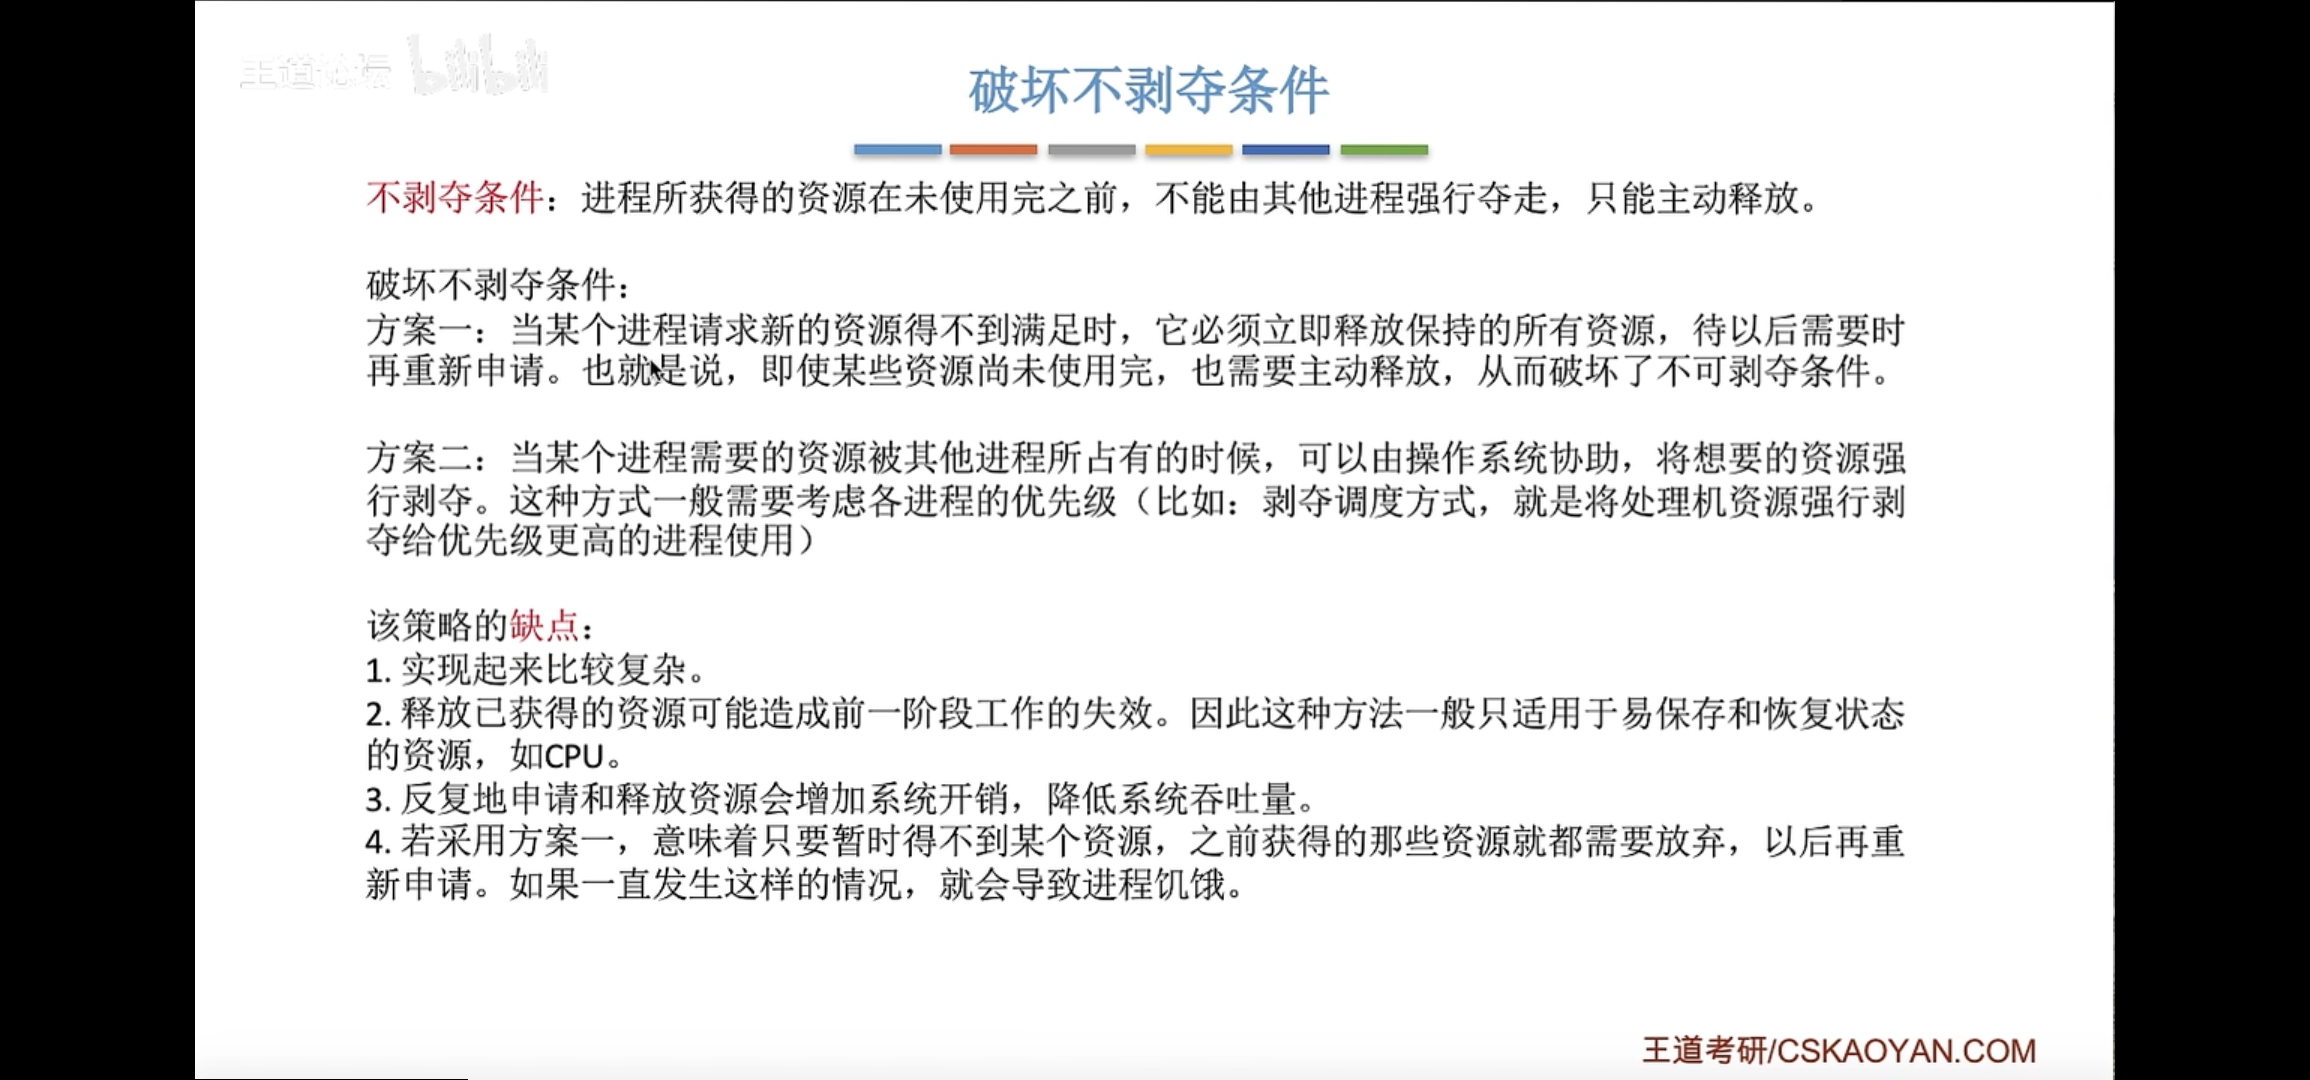 王道论坛 bilibili
破坏不剥夺条件
不剥夺条件：进程所获得的资源在未使用完之前，不能由其他进程强行夺走，只能主动释放。
破坏不剥夺条件：
方案一：当某个进程请求新的资源得不到满足时，它必须立即释放保持的所有资源，待以后需要时
再重新申请。也就是说，即使某些资源尚未使用完，也需要主动释放，从而破坏了不可剥夺条件。
方案二：当某个进程需要的资源被其他进程所占有的时候，可以由操作系统协助，将想要的资源强
行剥夺。这种方式一般需要考虑各进程的优先级（比如：剥夺调度方式，就是将处理机资源强行剥
夺给优先级更高的进程使用）
该策略的缺点：
1. 实现起来比较复杂。
2. 释放已获得的资源可能造成前一阶段工作的失效。因此这种方法一般只适用于易保存和恢复状态
的资源，如CPU。
3. 反复地申请和释放资源会增加系统开销，降低系统吞吐量。
4. 若采用方案一，意味着只要暂时得不到某个资源，之前获得的那些资源就都需要放弃，以后再重
新申请。如果一直发生这样的情况，就会导致进程饥饿。
王道考研/CSKAOYAN.COM